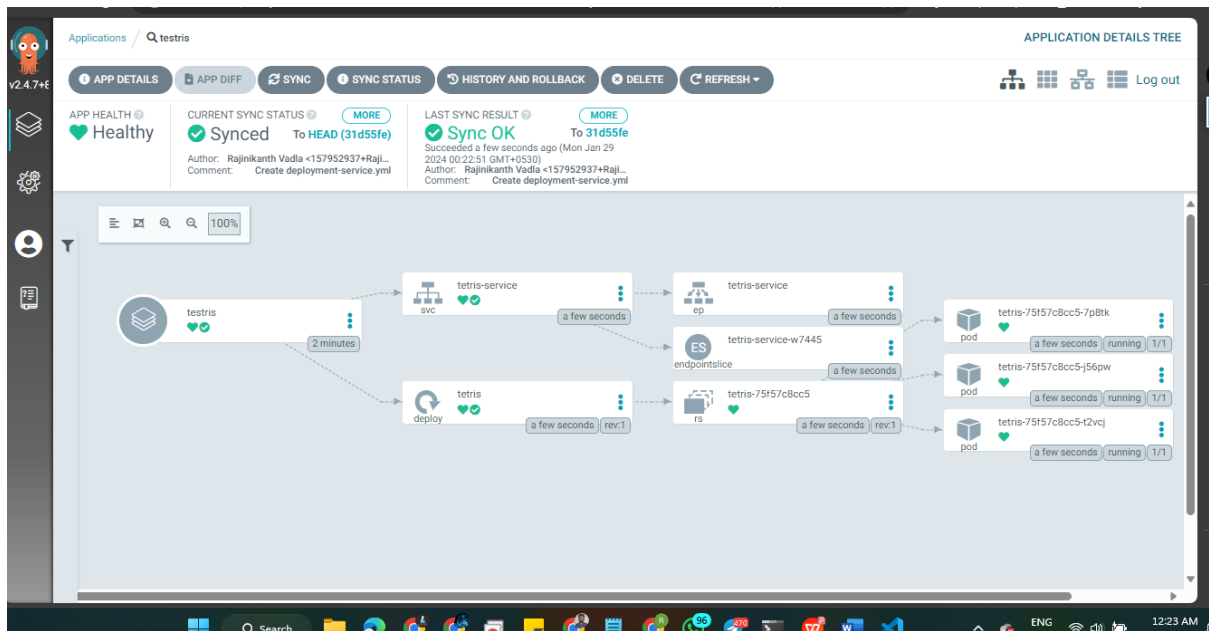 Applications / testris
APPLICATION DETAILS TREE
APP DETAILS
APP DIFF
SYNC
SYNC STATUS
HISTORY AND ROLLBACK
DELETE
REFRESH
Log out
v2.4.7+
APP HEALTH
Healthy
CURRENT SYNC STATUS
MORE
Synced
To HEAD (31d55fe)
Author: Rajinikanth Vadla <157952937+Raji...
Comment: Create deployment-service.yml
LAST SYNC RESULT
MORE
Sync OK
To 31d55fe
Succeeded a few seconds ago (Mon Jan 29
2024 00:22:51 GMT+0530)
Author: Rajinikanth Vadla <157952937+Raji...
Comment: Create deployment-service.yml
100%
testris
2 minutes
tetris-service
svc
a few seconds
tetris
deploy
a few seconds
rev:1
tetris-service
ep
a few seconds
ES
tetris-service-w7445
endpointslice
a few seconds
tetris-75f57c8cc5
rs
a few seconds
rev:1
tetris-75f57c8cc5-7p8tk
pod
a few seconds
running
1/1
tetris-75f57c8cc5-j56pw
pod
a few seconds
running
1/1
tetris-75f57c8cc5-t2vcj
pod
a few seconds
running
1/1
Search
96
470
ENG
12:23 AM